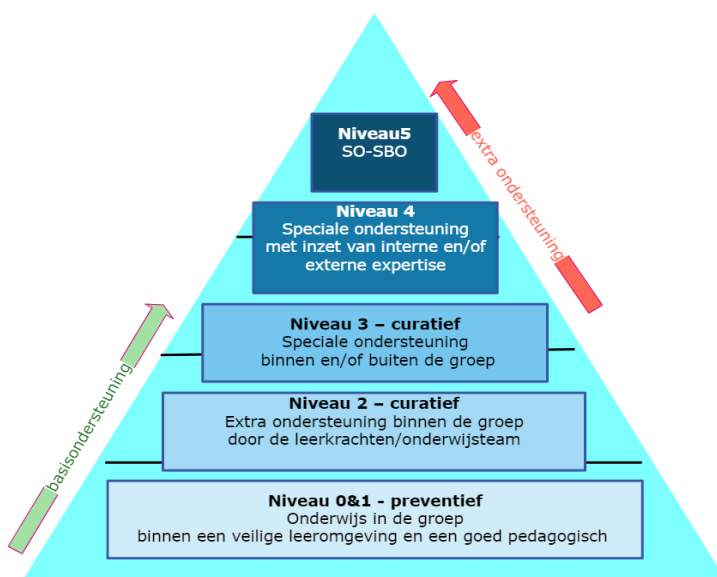 Niveau5
SO-SBO
Niveau 4
Speciale ondersteuning
met inzet van interne en/of
externe expertise
extra ondersteuning
Niveau 3 – curatief
Speciale ondersteuning
binnen en/of buiten de groep
Niveau 2 – curatief
Extra ondersteuning binnen de groep
door de leerkrachten/onderwijsteam
basisondersteuning
Niveau 0&1 - preventief
Onderwijs in de groep
binnen een veilige leeromgeving en een goed pedagogisch